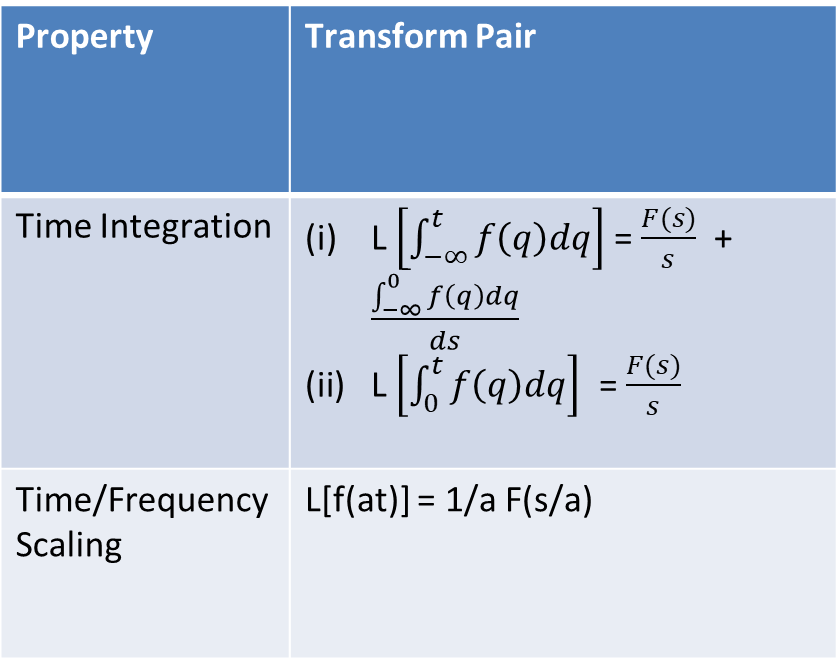 Property Transform Pair
Time Integration
(i) L[∫_{-∞}^{t} f(q)dq] = F(s)/s +
∫_{-∞}^{0} f(q)dq / ds
(ii) L[∫_{0}^{t} f(q)dq] = F(s)/s
Time/Frequency
Scaling
L[f(at)] = 1/a F(s/a)